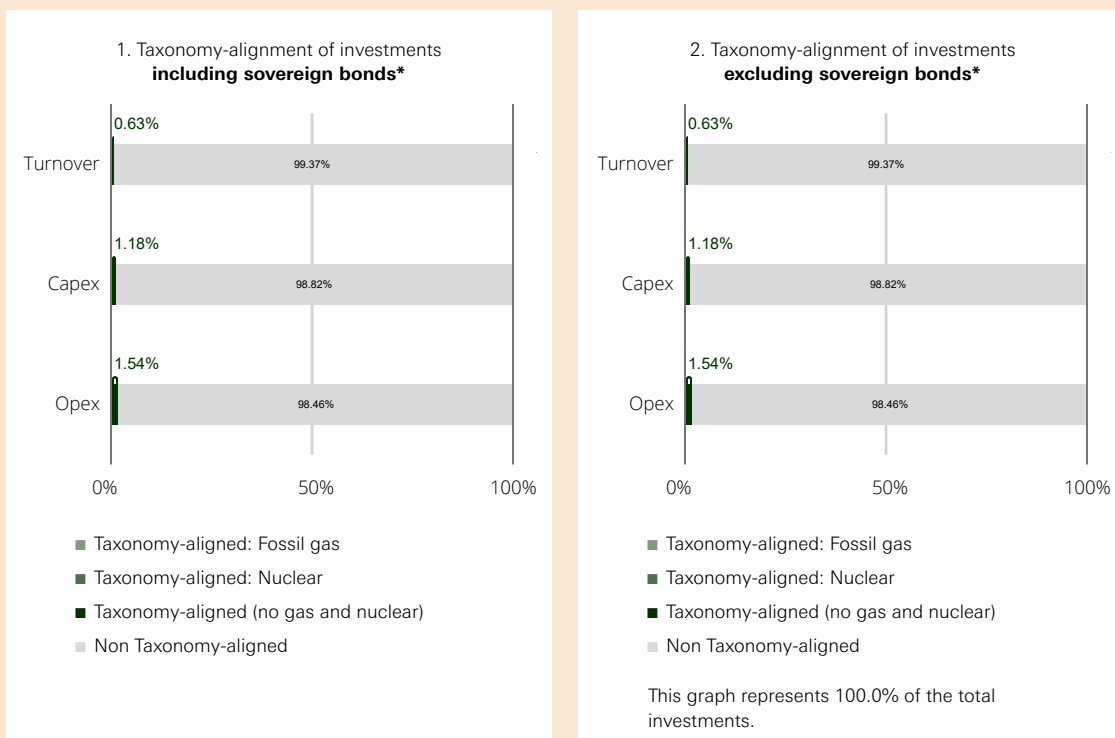 1. Taxonomy-alignment of investments
including sovereign bonds*
0.63%
Turnover
99.37%
1.18%
Capex
98.82%
1.54%
Opex
98.46%
0%
50%
100%
Taxonomy-aligned: Fossil gas
Taxonomy-aligned: Nuclear
Taxonomy-aligned (no gas and nuclear)
Non Taxonomy-aligned
2. Taxonomy-alignment of investments
excluding sovereign bonds*
0.63%
Turnover
99.37%
1.18%
Capex
98.82%
1.54%
Opex
98.46%
0%
50%
100%
Taxonomy-aligned: Fossil gas
Taxonomy-aligned: Nuclear
Taxonomy-aligned (no gas and nuclear)
Non Taxonomy-aligned
This graph represents 100.0% of the total
investments.